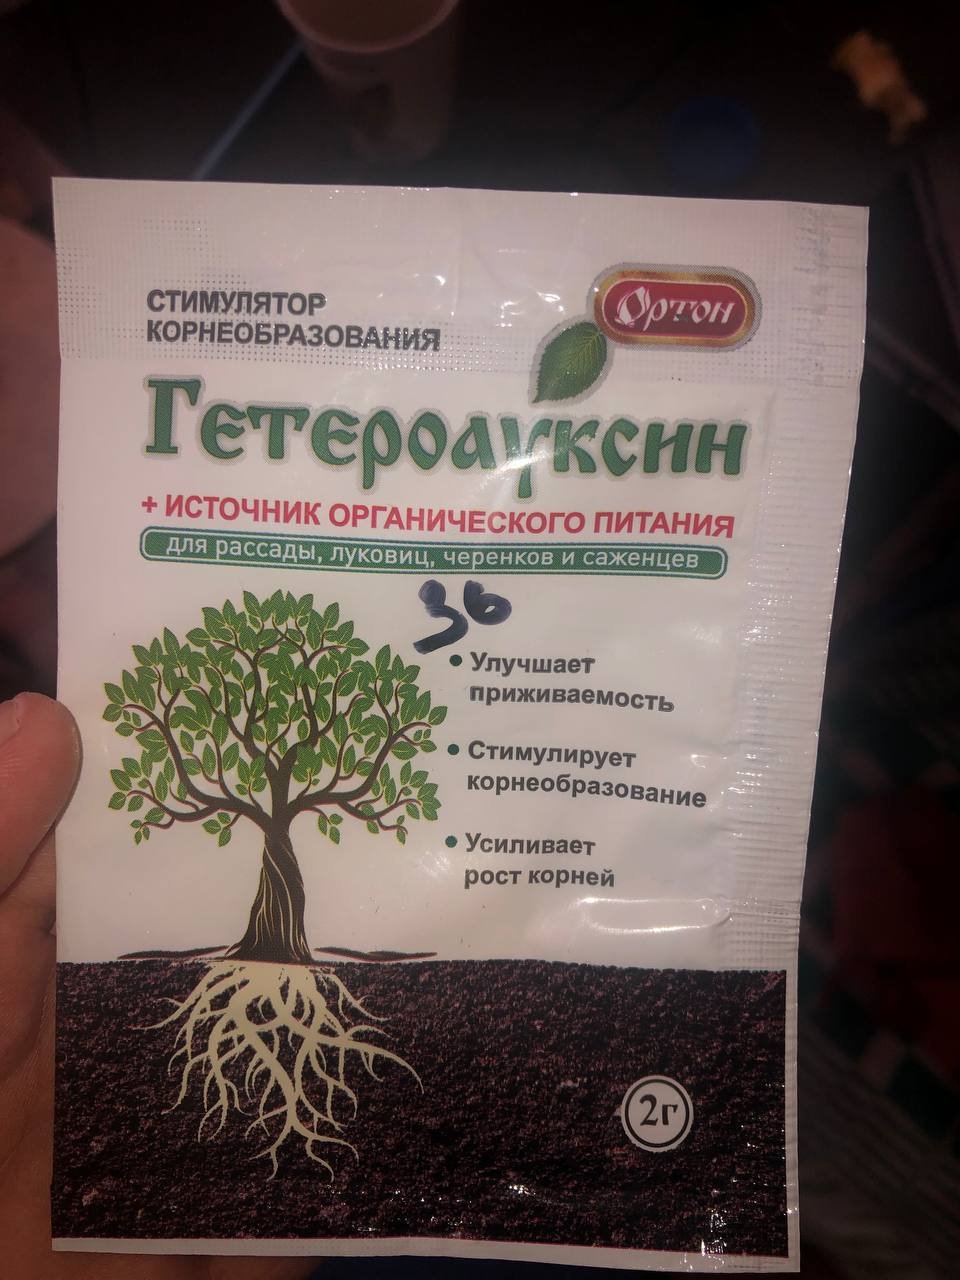 СТИМУЛЯТОР
КОРНЕОБРАЗОВАНИЯ
Ортон
Гетероауксин
+ ИСТОЧНИК ОРГАНИЧЕСКОГО ПИТАНИЯ
для рассады, луковиц, черенков и саженцев
36
• Улучшает
приживаемость
• Стимулирует
корнеобразование
• Усиливает
рост корней
2г